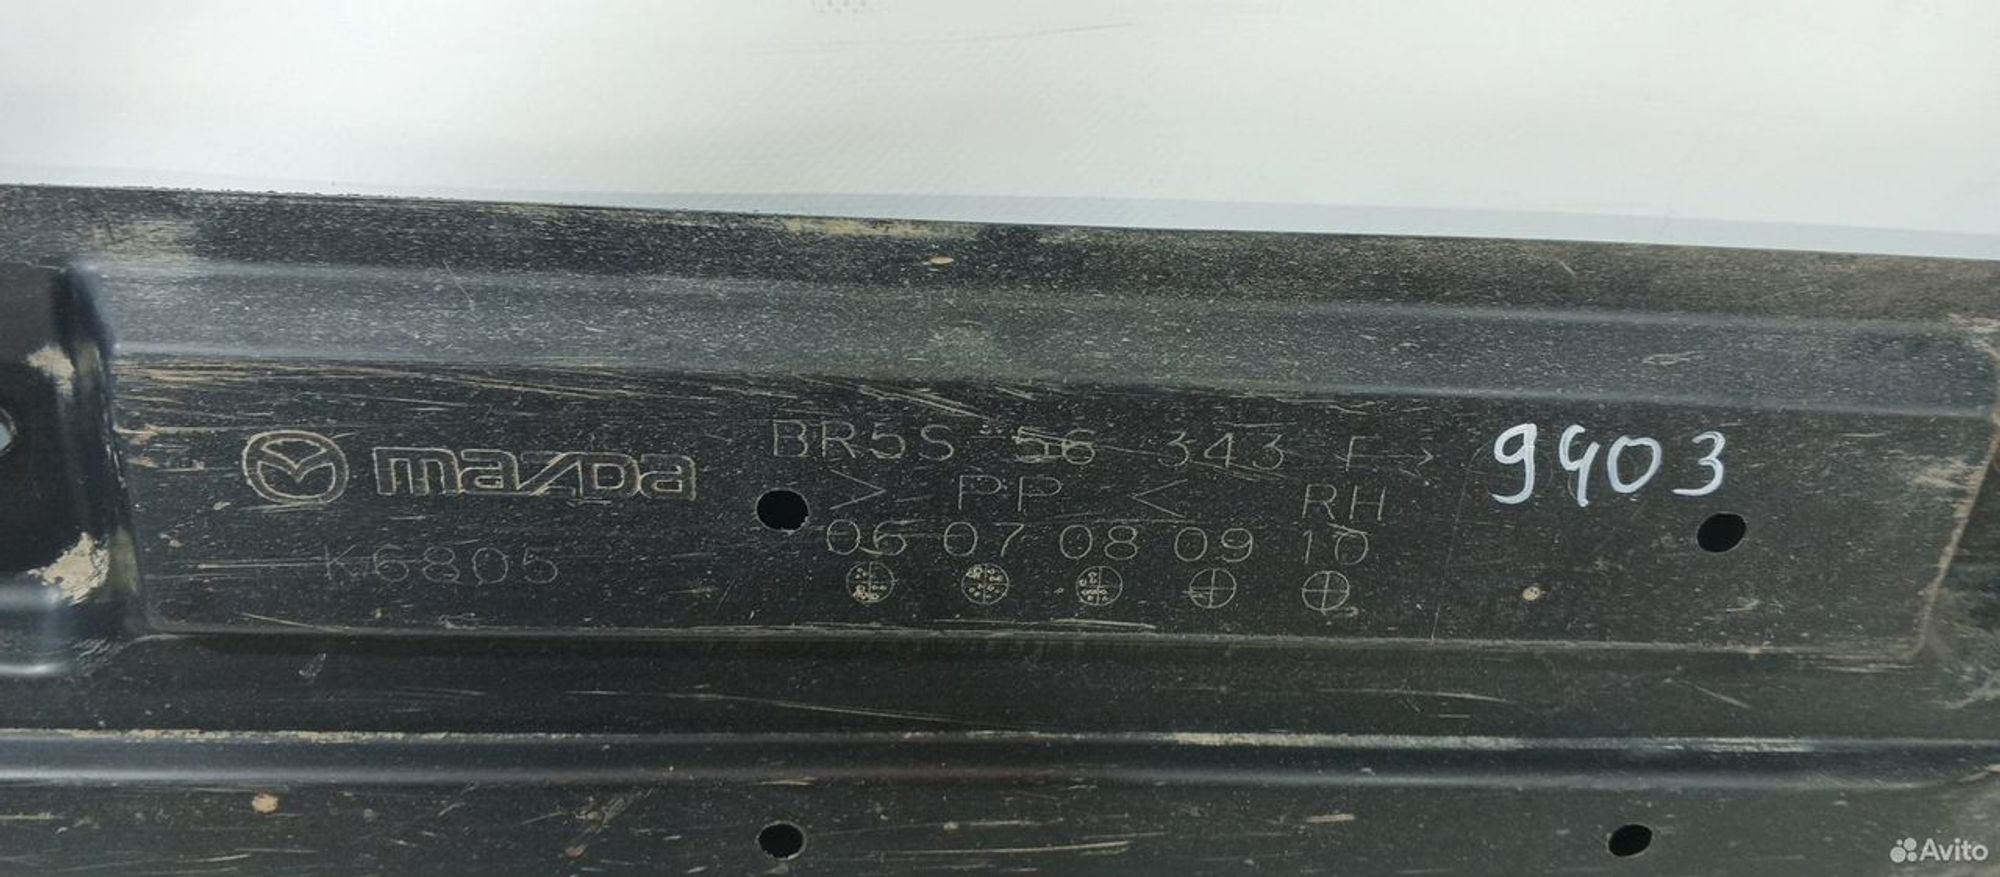 BR5S 56 343 F→
mazda
> PP < RH
06 07 08 09 10
K6805
9403
Avito